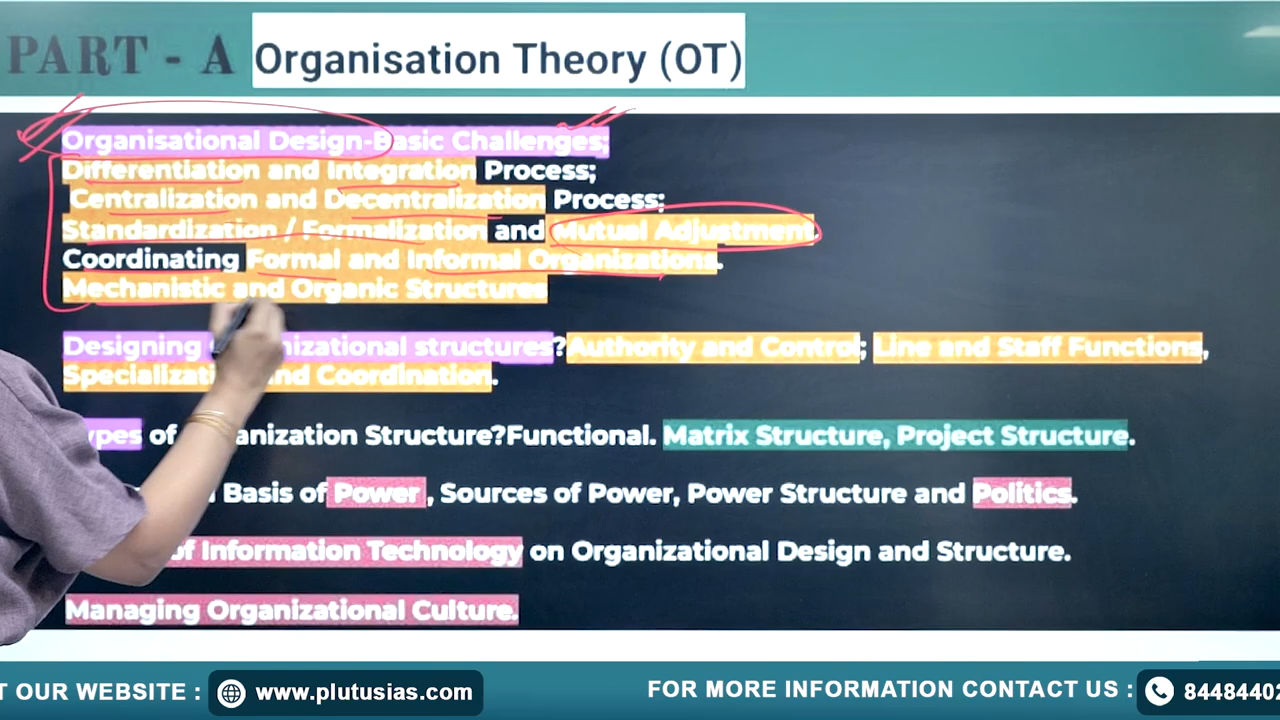 PART - A Organisation Theory (OT)
Organisational Design-Basic Challenges;
Differentiation and Integration Process;
Centralization and Decentralization Process;
Standardization / Formalization and Mutual Adjustment.
Coordinating Formal and Informal Organizations.
Mechanistic and Organic Structures
Designing nizational structures?Authority and Control; Line and Staff Functions,
Specializati nd Coordination.
ypes of anization Structure?Functional. Matrix Structure, Project Structure.
Basis of Power , Sources of Power, Power Structure and Politics.
of Information Technology on Organizational Design and Structure.
Managing Organizational Culture.
T OUR WEBSITE : www.plutusias.com FOR MORE INFORMATION CONTACT US : 84484402